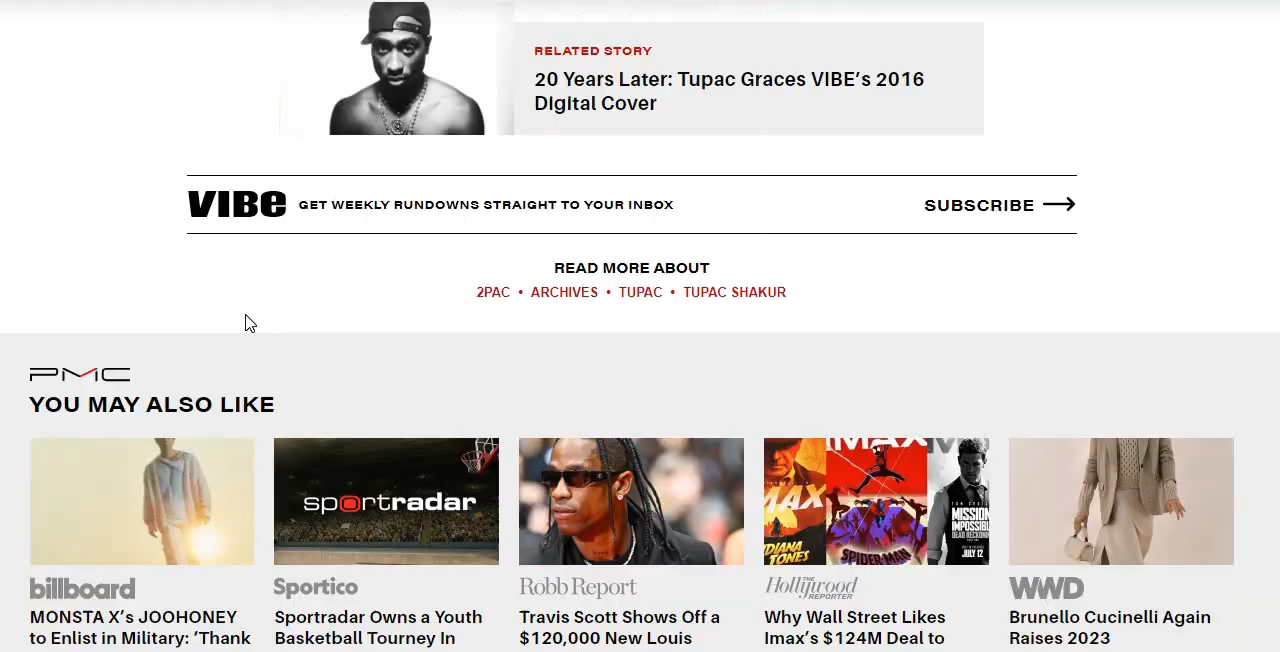 RELATED STORY
20 Years Later: Tupac Graces VIBE’s 2016
Digital Cover
VIBE GET WEEKLY RUNDOWNS STRAIGHT TO YOUR INBOX SUBSCRIBE
READ MORE ABOUT
2PAC • ARCHIVES • TUPAC • TUPAC SHAKUR
PMC
YOU MAY ALSO LIKE
billboard
MONSTA X’s JOOHONEY
to Enlist in Military: ‘Thank
sportradar
Sportico
Sportradar Owns a Youth
Basketball Tourney In
Robb Report
Travis Scott Shows Off a
$120,000 New Louis
IMAX
INDIANA
JONES
SPIDER-MAN
MISSION
IMPOSSIBLE
DEAD RECKONING
JULY 12
The Hollywood
REPORTER
Why Wall Street Likes
Imax’s $124M Deal to
WWD
Brunello Cucinelli Again
Raises 2023